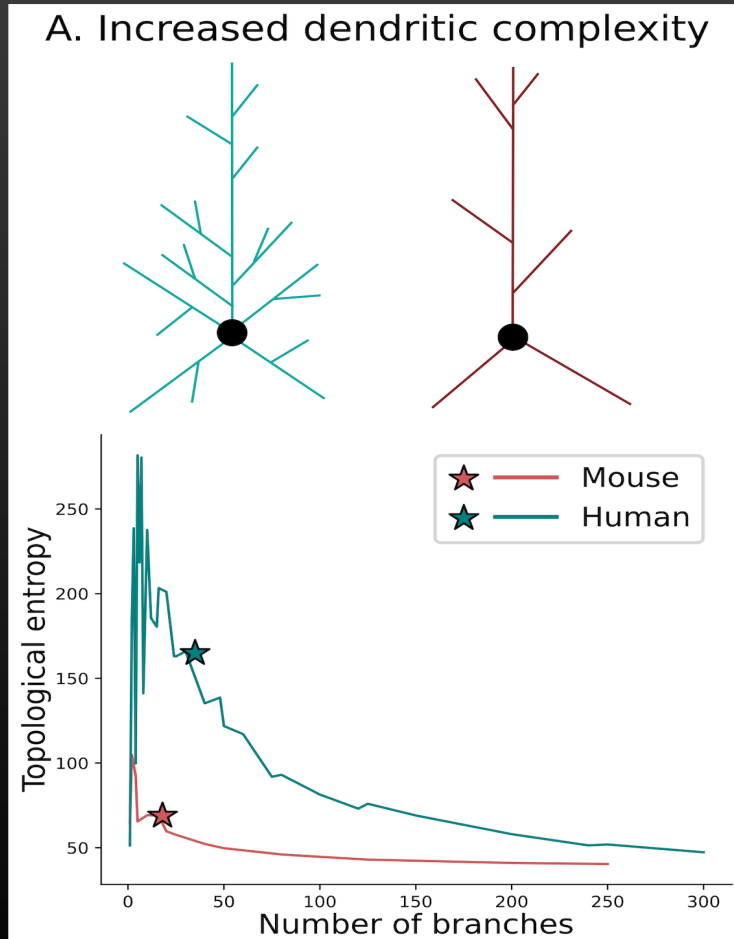 A. Increased dendritic complexity
Mouse
Human
Topological entropy
250
200
150
100
50
0 50 100 150 200 250 300
Number of branches